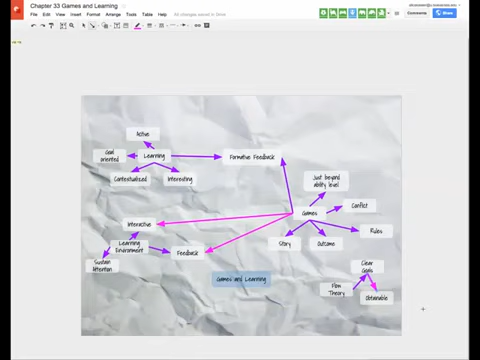 Chapter 33 Games and Learning
File Edit View Insert Format Arrange Tools Table Help All changes saved in Drive
Comments
Share
Active
Goal
oriented
Learning
Formative Feedback
Contextualized
Interesting
Just beyond
ability level
Conflict
Games
Interactive
Rules
Learning
Environment
Feedback
Story
Outcome
Sustain
Attention
Clear
Goals
Games and Learning
Flow
Theory
Obtainable